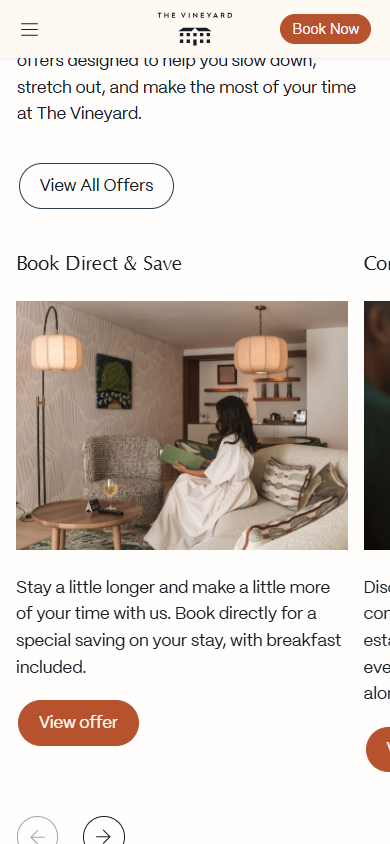 THE VINEYARD
Book Now
offers designed to help you slow down,
stretch out, and make the most of your time
at The Vineyard.
View All Offers
Book Direct & Save
Stay a little longer and make a little more
of your time with us. Book directly for a
special saving on your stay, with breakfast
included.
View offer